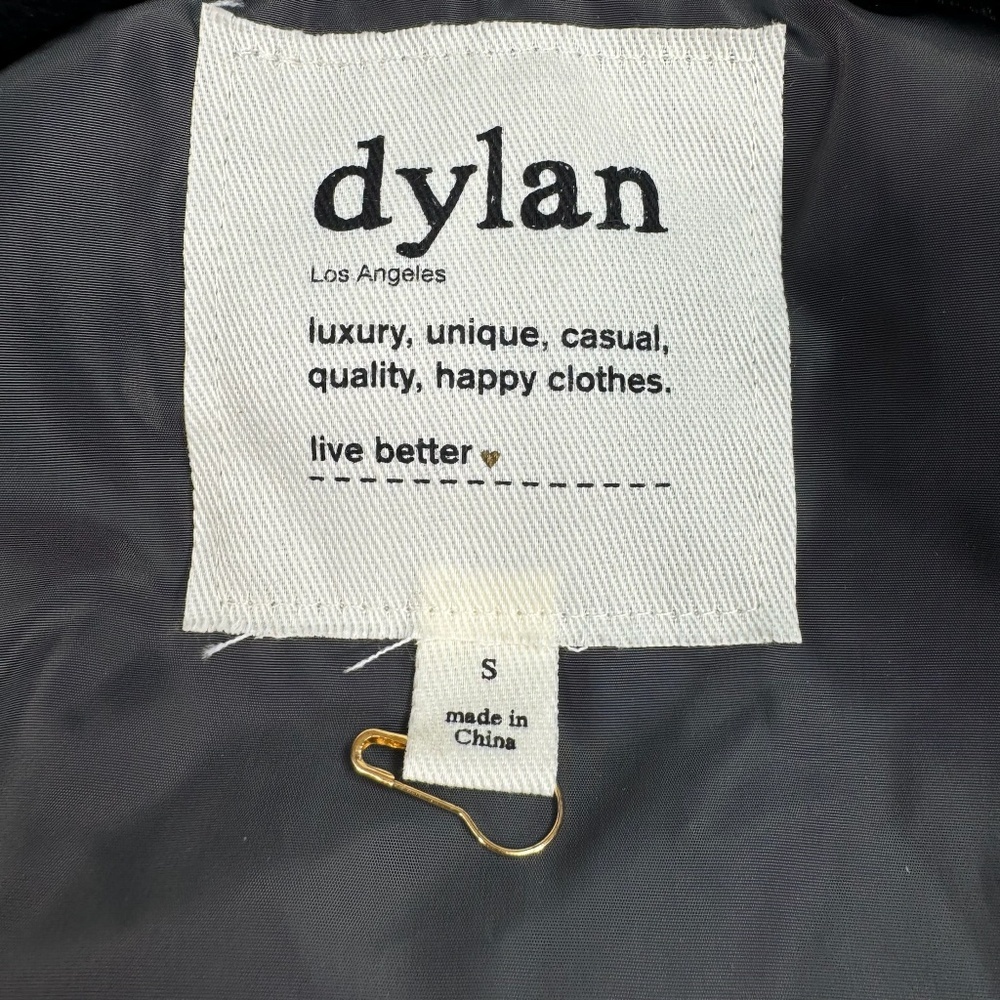 dylan
Los Angeles
luxury, unique, casual,
quality, happy clothes.
live better
S
made in
China